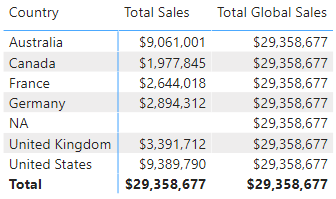 Country Total Sales Total Global Sales
Australia $9,061,001 $29,358,677
Canada $1,977,845 $29,358,677
France $2,644,018 $29,358,677
Germany $2,894,312 $29,358,677
NA $29,358,677
United Kingdom $3,391,712 $29,358,677
United States $9,389,790 $29,358,677
Total $29,358,677 $29,358,677